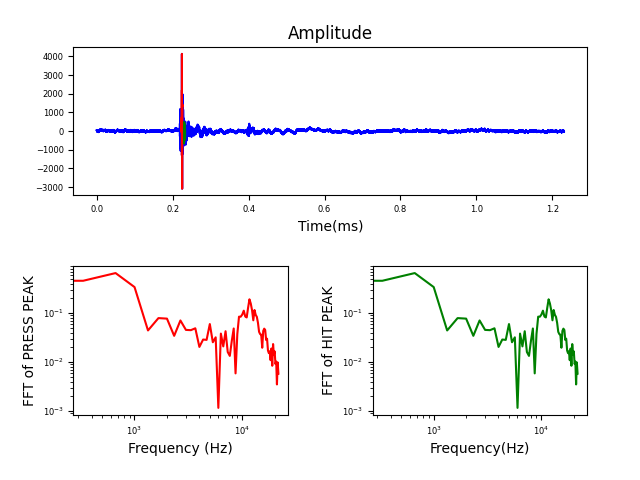 Amplitude
4000
3000
2000
1000
0
−1000
−2000
−3000
0.0 0.2 0.4 0.6 0.8 1.0 1.2
Time(ms)
FFT of PRESS PEAK
10⁻¹
10⁻²
10⁻³
10³ 10⁴
Frequency (Hz)
FFT of HIT PEAK
10⁻¹
10⁻²
10⁻³
10³ 10⁴
Frequency(Hz)